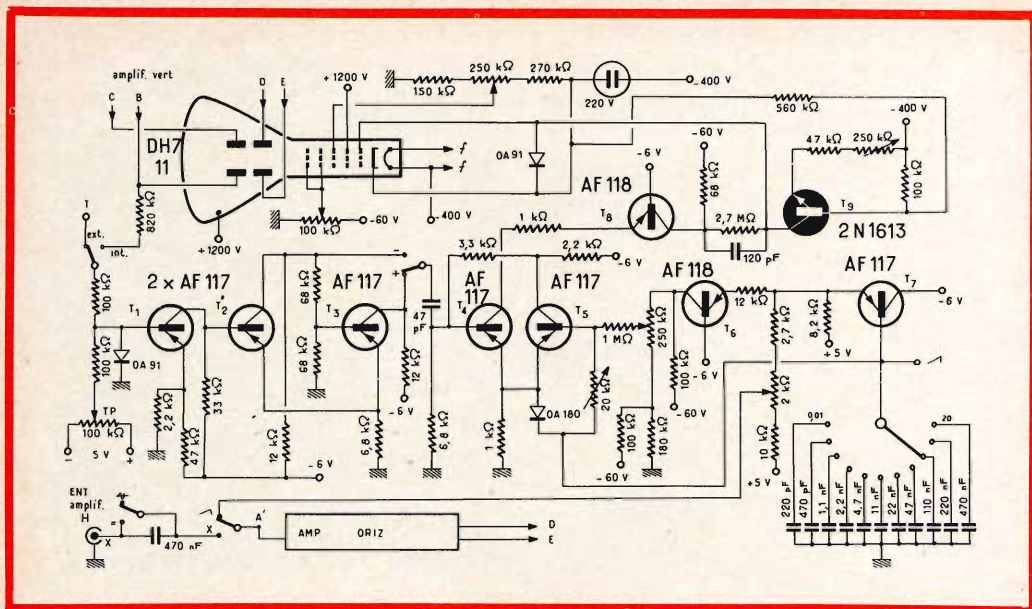 amplif. vert
C
B
D
E
+ 1200 V
250 kΩ
150 kΩ
270 kΩ
220 V
-400 V
560 kΩ
DH7
11
f
f
OA 91
-60 V
-6 V
68 kΩ
47 kΩ
250 kΩ
-400 V
100 kΩ
T9
2 N 1613
AF 118
T8
2,7 MΩ
120 pF
820 kΩ
+1200 V
100 kΩ
-60 V
-400 V
1 kΩ
T
ext.
int.
100 kΩ
100 kΩ
2 x AF 117
T1
T'2
68 kΩ
68 kΩ
AF 117
T3
-
+
47
pF
12 kΩ
-6 V
3,3 kΩ
2,2 kΩ
-6 V
AF
117
T4
AF 117
T5
1 MΩ
250 kΩ
AF 118
T6
-6 V
12 kΩ
AF 117
T7
-6 V
8,2 kΩ
+5 V
2,7 kΩ
2 kΩ
10 kΩ
+5 V
OA 91
TP
100 kΩ
-
5 V
+
2,2 kΩ
47 kΩ
33 kΩ
12 kΩ
-6 V
6,8 kΩ
6,8 kΩ
1 kΩ
OA 180
20 kΩ
100 kΩ
-60 V
100 kΩ
-60 V
180 kΩ
0,01
20
220 pF
470 pF
1,1 nF
2,2 nF
4,7 nF
11 nF
22 nF
47 nF
110 nF
220 nF
470 nF
ENT
amplif.
H
X
=
470 nF
X
A'
AMP ORIZ
D
E